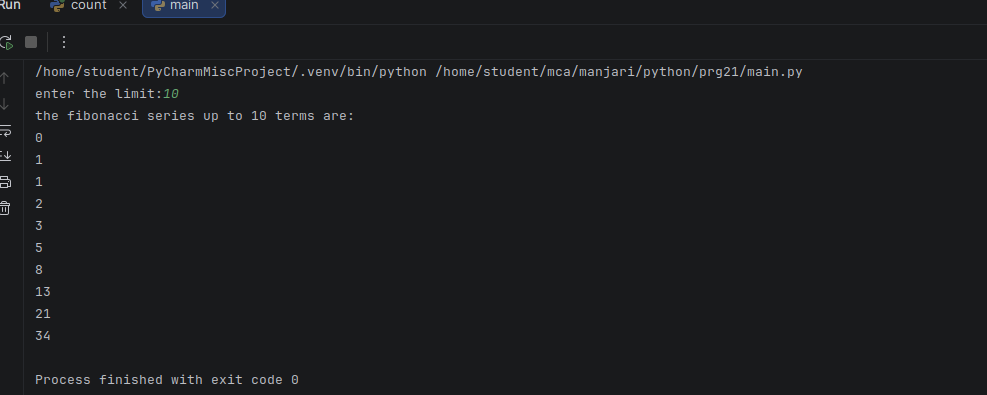 Run count × main ×
/home/student/PyCharmMiscProject/.venv/bin/python /home/student/mca/manjari/python/prg21/main.py
enter the limit:10
the fibonacci series up to 10 terms are:
0
1
1
2
3
5
8
13
21
34
Process finished with exit code 0